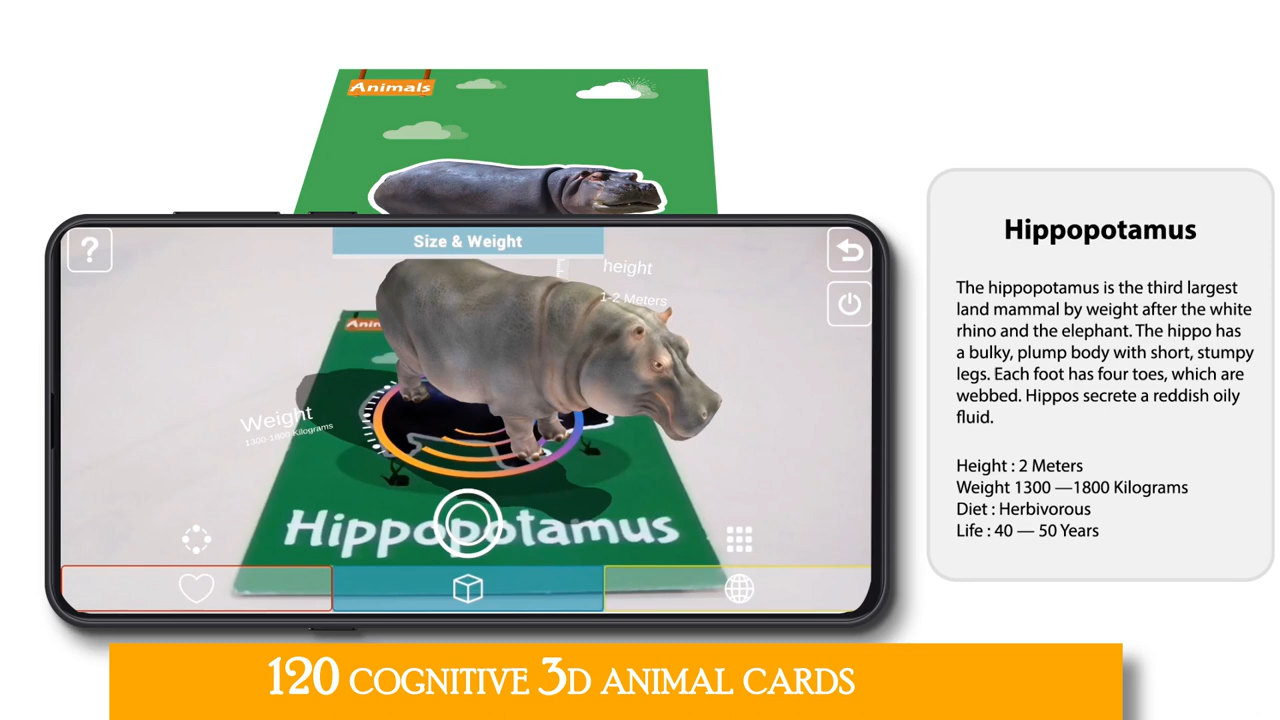 Animals
Size & Weight
?
height
1-2 Meters
Weight
1300-1800 Kilograms
Hippopotamus
Hippopotamus
The hippopotamus is the third largest
land mammal by weight after the white
rhino and the elephant. The hippo has
a bulky, plump body with short, stumpy
legs. Each foot has four toes, which are
webbed. Hippos secrete a reddish oily
fluid.
Height : 2 Meters
Weight 1300 —1800 Kilograms
Diet : Herbivorous
Life : 40 — 50 Years
120 COGNITIVE 3D ANIMAL CARDS